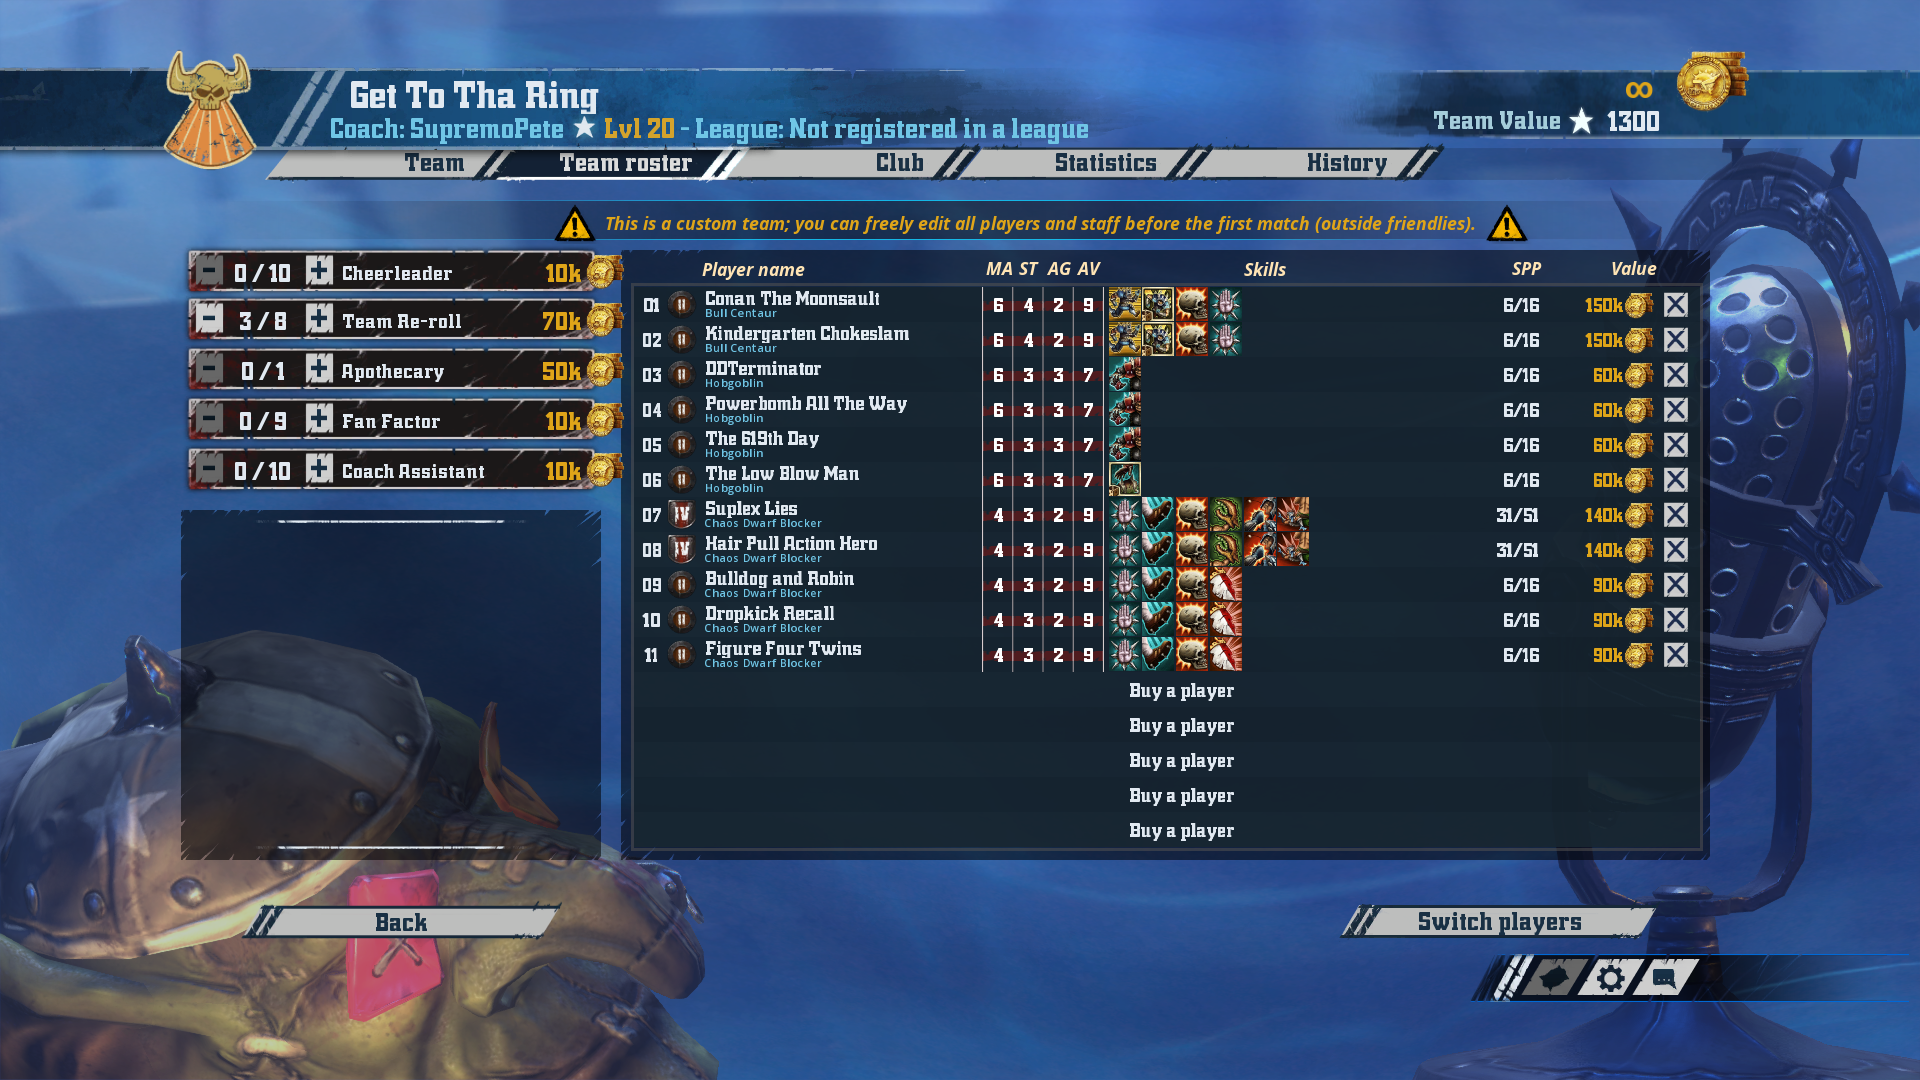 Get To Tha Ring
Coach: SupremoPete ★ Lvl 20 - League: Not registered in a league
∞
Team Value ★ 1300
Team
Team roster
Club
Statistics
History
This is a custom team; you can freely edit all players and staff before the first match (outside friendlies).
0 / 10 Cheerleader 10k
3 / 8 Team Re-roll 70k
0 / 1 Apothecary 50k
0 / 9 Fan Factor 10k
0 / 10 Coach Assistant 10k
Player name MA ST AG AV Skills SPP Value
01 II Conan The Moonsault 6 4 2 9 6/16 150k
Bull Centaur
02 II Kindergarten Chokeslam 6 4 2 9 6/16 150k
Bull Centaur
03 II DDTerminator 6 3 3 7 6/16 60k
Hobgoblin
04 II Powerbomb All The Way 6 3 3 7 6/16 60k
Hobgoblin
05 II The 619th Day 6 3 3 7 6/16 60k
Hobgoblin
06 II The Low Blow Man 6 3 3 7 6/16 60k
Hobgoblin
07 IV Suplex Lies 4 3 2 9 31/51 140k
Chaos Dwarf Blocker
08 IV Hair Pull Action Hero 4 3 2 9 31/51 140k
Chaos Dwarf Blocker
09 II Bulldog and Robin 4 3 2 9 6/16 90k
Chaos Dwarf Blocker
10 II Dropkick Recall 4 3 2 9 6/16 90k
Chaos Dwarf Blocker
11 II Figure Four Twins 4 3 2 9 6/16 90k
Chaos Dwarf Blocker
Buy a player
Buy a player
Buy a player
Buy a player
Buy a player
Back
Switch players